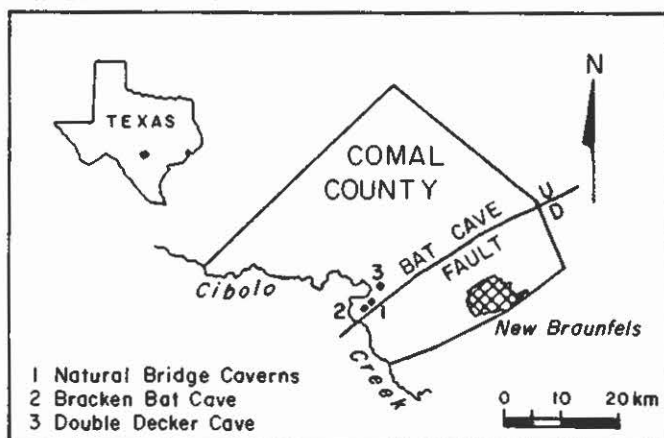 TEXAS
N
COMAL
COUNTY
U
D
BAT CAVE
FAULT
3
2
1
Cibolo
Creek
New Braunfels
1 Natural Bridge Caverns
2 Bracken Bat Cave
3 Double Decker Cave
0 10 20 km